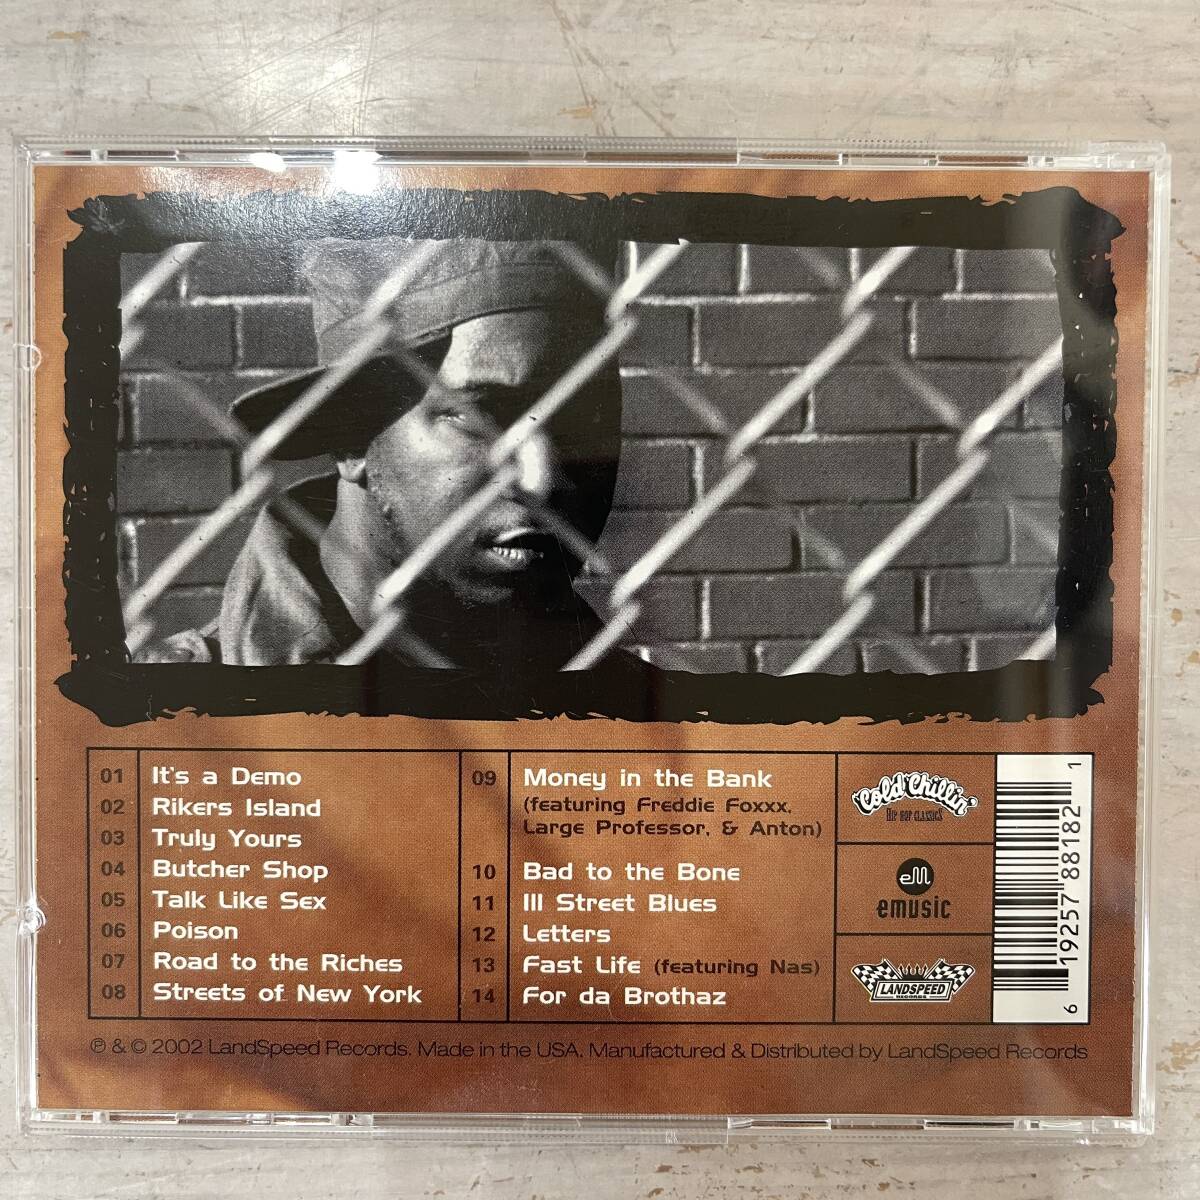 01 It's a Demo
02 Rikers Island
03 Truly Yours
04 Butcher Shop
05 Talk Like Sex
06 Poison
07 Road to the Riches
08 Streets of New York
09 Money in the Bank
(featuring Freddie Foxxx,
Large Professor, & Anton)
10 Bad to the Bone
11 Ill Street Blues
12 Letters
13 Fast Life (featuring Nas)
14 For da Brothaz
"Cold Chillin'"
HIP HOP CLASSICS
eM
emusic
LANDSPEED
RECORDS
6 19257 88182 1
℗ & © 2002 LandSpeed Records. Made in the USA. Manufactured & Distributed by LandSpeed Records